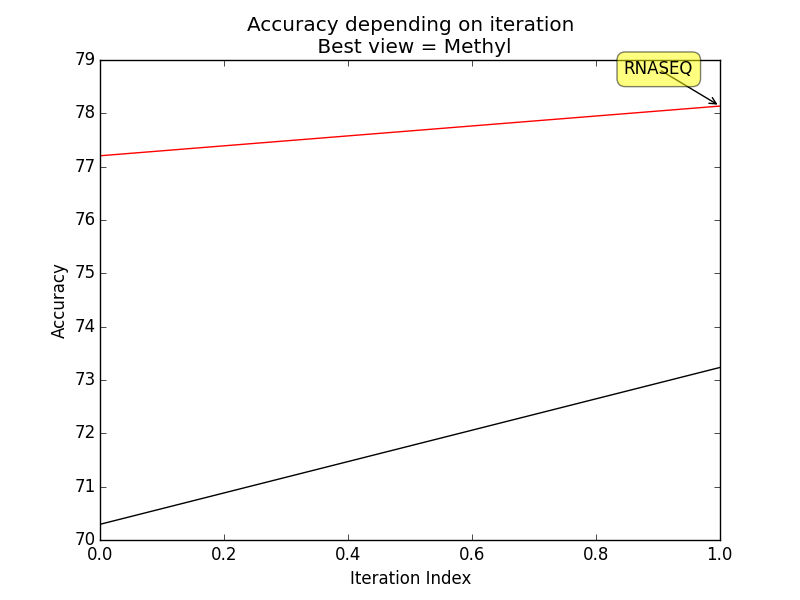 Accuracy depending on iteration
Best view = Methyl
RNASEQ
79
78
77
76
75
74
73
72
71
70
Accuracy
0.0 0.2 0.4 0.6 0.8 1.0
Iteration Index